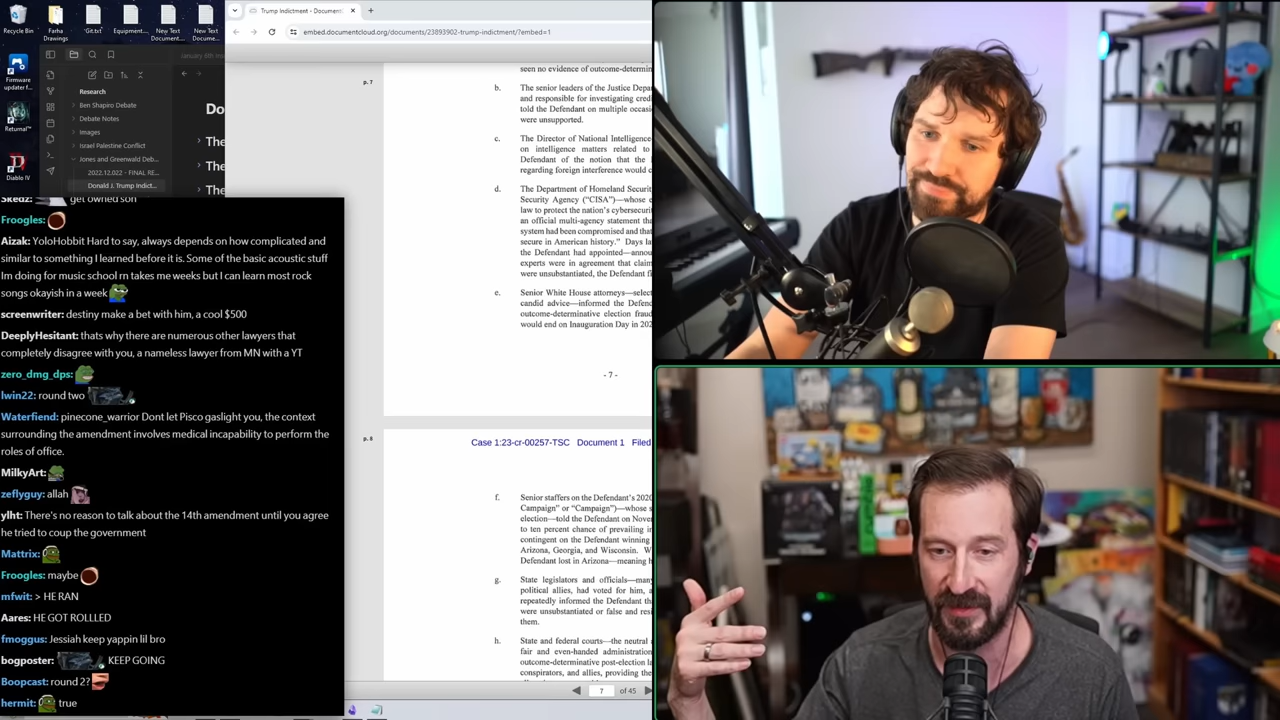 Recycle Bin
Farha Drawings
'Git.txt
Equipment...
New Text Document...
New Text Docume...
Firmware updater f...
Returnal™
Diablo IV
January 6th
Research
Ben Shapiro Debate
Debate Notes
Images
Israel Palestine Conflict
Jones and Greenwald Deb...
2022.12.022 - FINAL RE...
Donald J. Trump Indict...
Do
The
The
The
Trump Indictment - Document
embed.documentcloud.org/documents/23893902-trump-indictment/?embed=1
p. 7
seen no evidence of outcome-determin
b. The senior leaders of the Justice Depa
and responsible for investigating credi
told the Defendant on multiple occasio
were unsupported.
c. The Director of National Intelligence
on intelligence matters related to
Defendant of the notion that the
regarding foreign interference would c
d. The Department of Homeland Securit
Security Agency ("CISA")—whose e
law to protect the nation's cybersecurit
an official multi-agency statement tha
system had been compromised and that
secure in American history." Days la
the Defendant had appointed—annou
experts were in agreement that claim
were unsubstantiated, the Defendant fi
e. Senior White House attorneys—selec
candid advice—informed the Defend
outcome-determinative election fraud
would end on Inauguration Day in 202
- 7 -
p. 8
Case 1:23-cr-00257-TSC Document 1 Filed
f. Senior staffers on the Defendant's 2020
Campaign" or "Campaign")—whose s
election—told the Defendant on Nove
to ten percent chance of prevailing in
contingent on the Defendant winning
Arizona, Georgia, and Wisconsin. W
Defendant lost in Arizona—meaning h
g. State legislators and officials—many
political allies, had voted for him, a
repeatedly informed the Defendant tha
were unsubstantiated or false and resi
them.
h. State and federal courts—the neutral
fair and even-handed administration
outcome-determinative post-election la
conspirators, and allies, providing the
7 of 45
Skedz: get owned son
Froogles:
Aizak: YoloHobbit Hard to say, always depends on how complicated and
similar to something I learned before it is. Some of the basic acoustic stuff
Im doing for music school rn takes me weeks but I can learn most rock
songs okayish in a week
screenwriter: destiny make a bet with him, a cool $500
DeeplyHesitant: thats why there are numerous other lawyers that
completely disagree with you, a nameless lawyer from MN with a YT
zero_dmg_dps:
lwin22: round two
Waterfiend: pinecone_warrior Dont let Pisco gaslight you, the context
surrounding the amendment involves medical incapability to perform the
roles of office.
MilkyArt:
zeflyguy: allah
ylht: There's no reason to talk about the 14th amendment until you agree
he tried to coup the government
Mattrix:
Froogles: maybe
mfwit: > HE RAN
Aares: HE GOT ROLLLED
fmoggus: Jessiah keep yappin lil bro
bogposter: KEEP GOING
Boopcast: round 2?
hermit: true